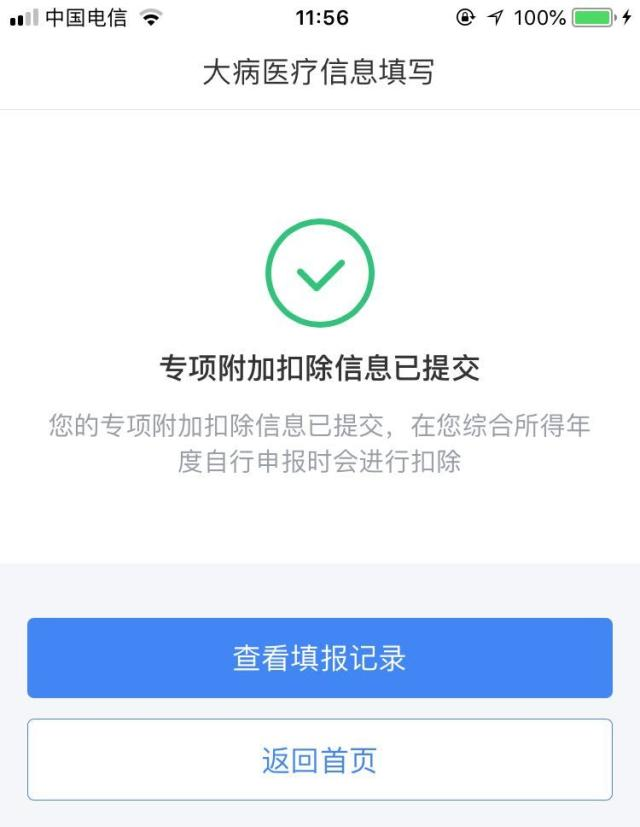 中国电信 11:56 100%
大病医疗信息填写
专项附加扣除信息已提交
您的专项附加扣除信息已提交，在您综合所得年
度自行申报时会进行扣除
查看填报记录
返回首页